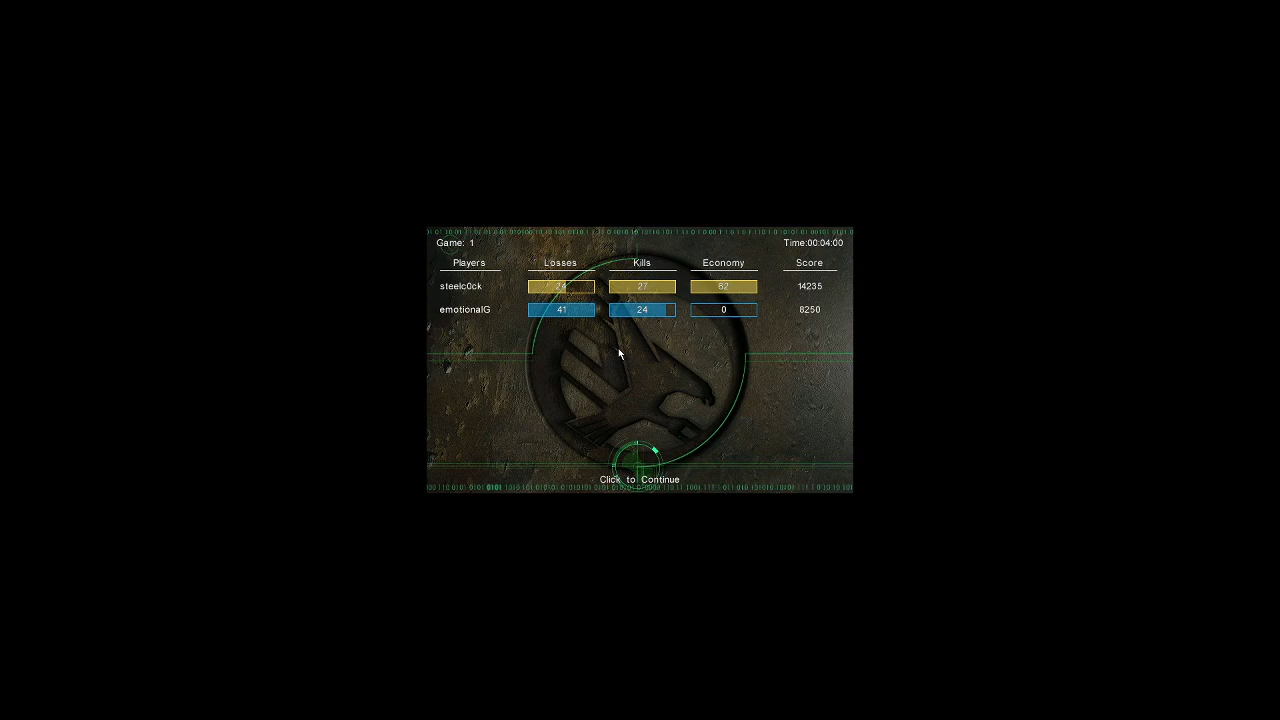 Game: 1 Time:00:04:00
Players Losses Kills Economy Score
steelc0ck 24 27 62 14235
emotionalG 41 24 0 8250
Click to Continue